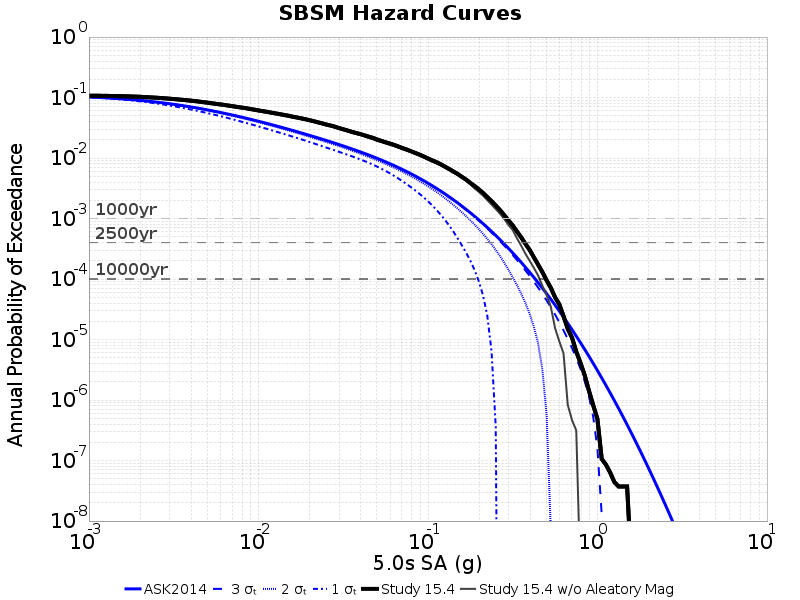 SBSM Hazard Curves
Annual Probability of Exceedance
10^0
10^-1
10^-2
10^-3
1000yr
2500yr
10^-4
10000yr
10^-5
10^-6
10^-7
10^-8
10^-3 10^-2 10^-1 10^0 10^1
5.0s SA (g)
ASK2014 3 σₜ 2 σₜ 1 σₜ Study 15.4 Study 15.4 w/o Aleatory Mag